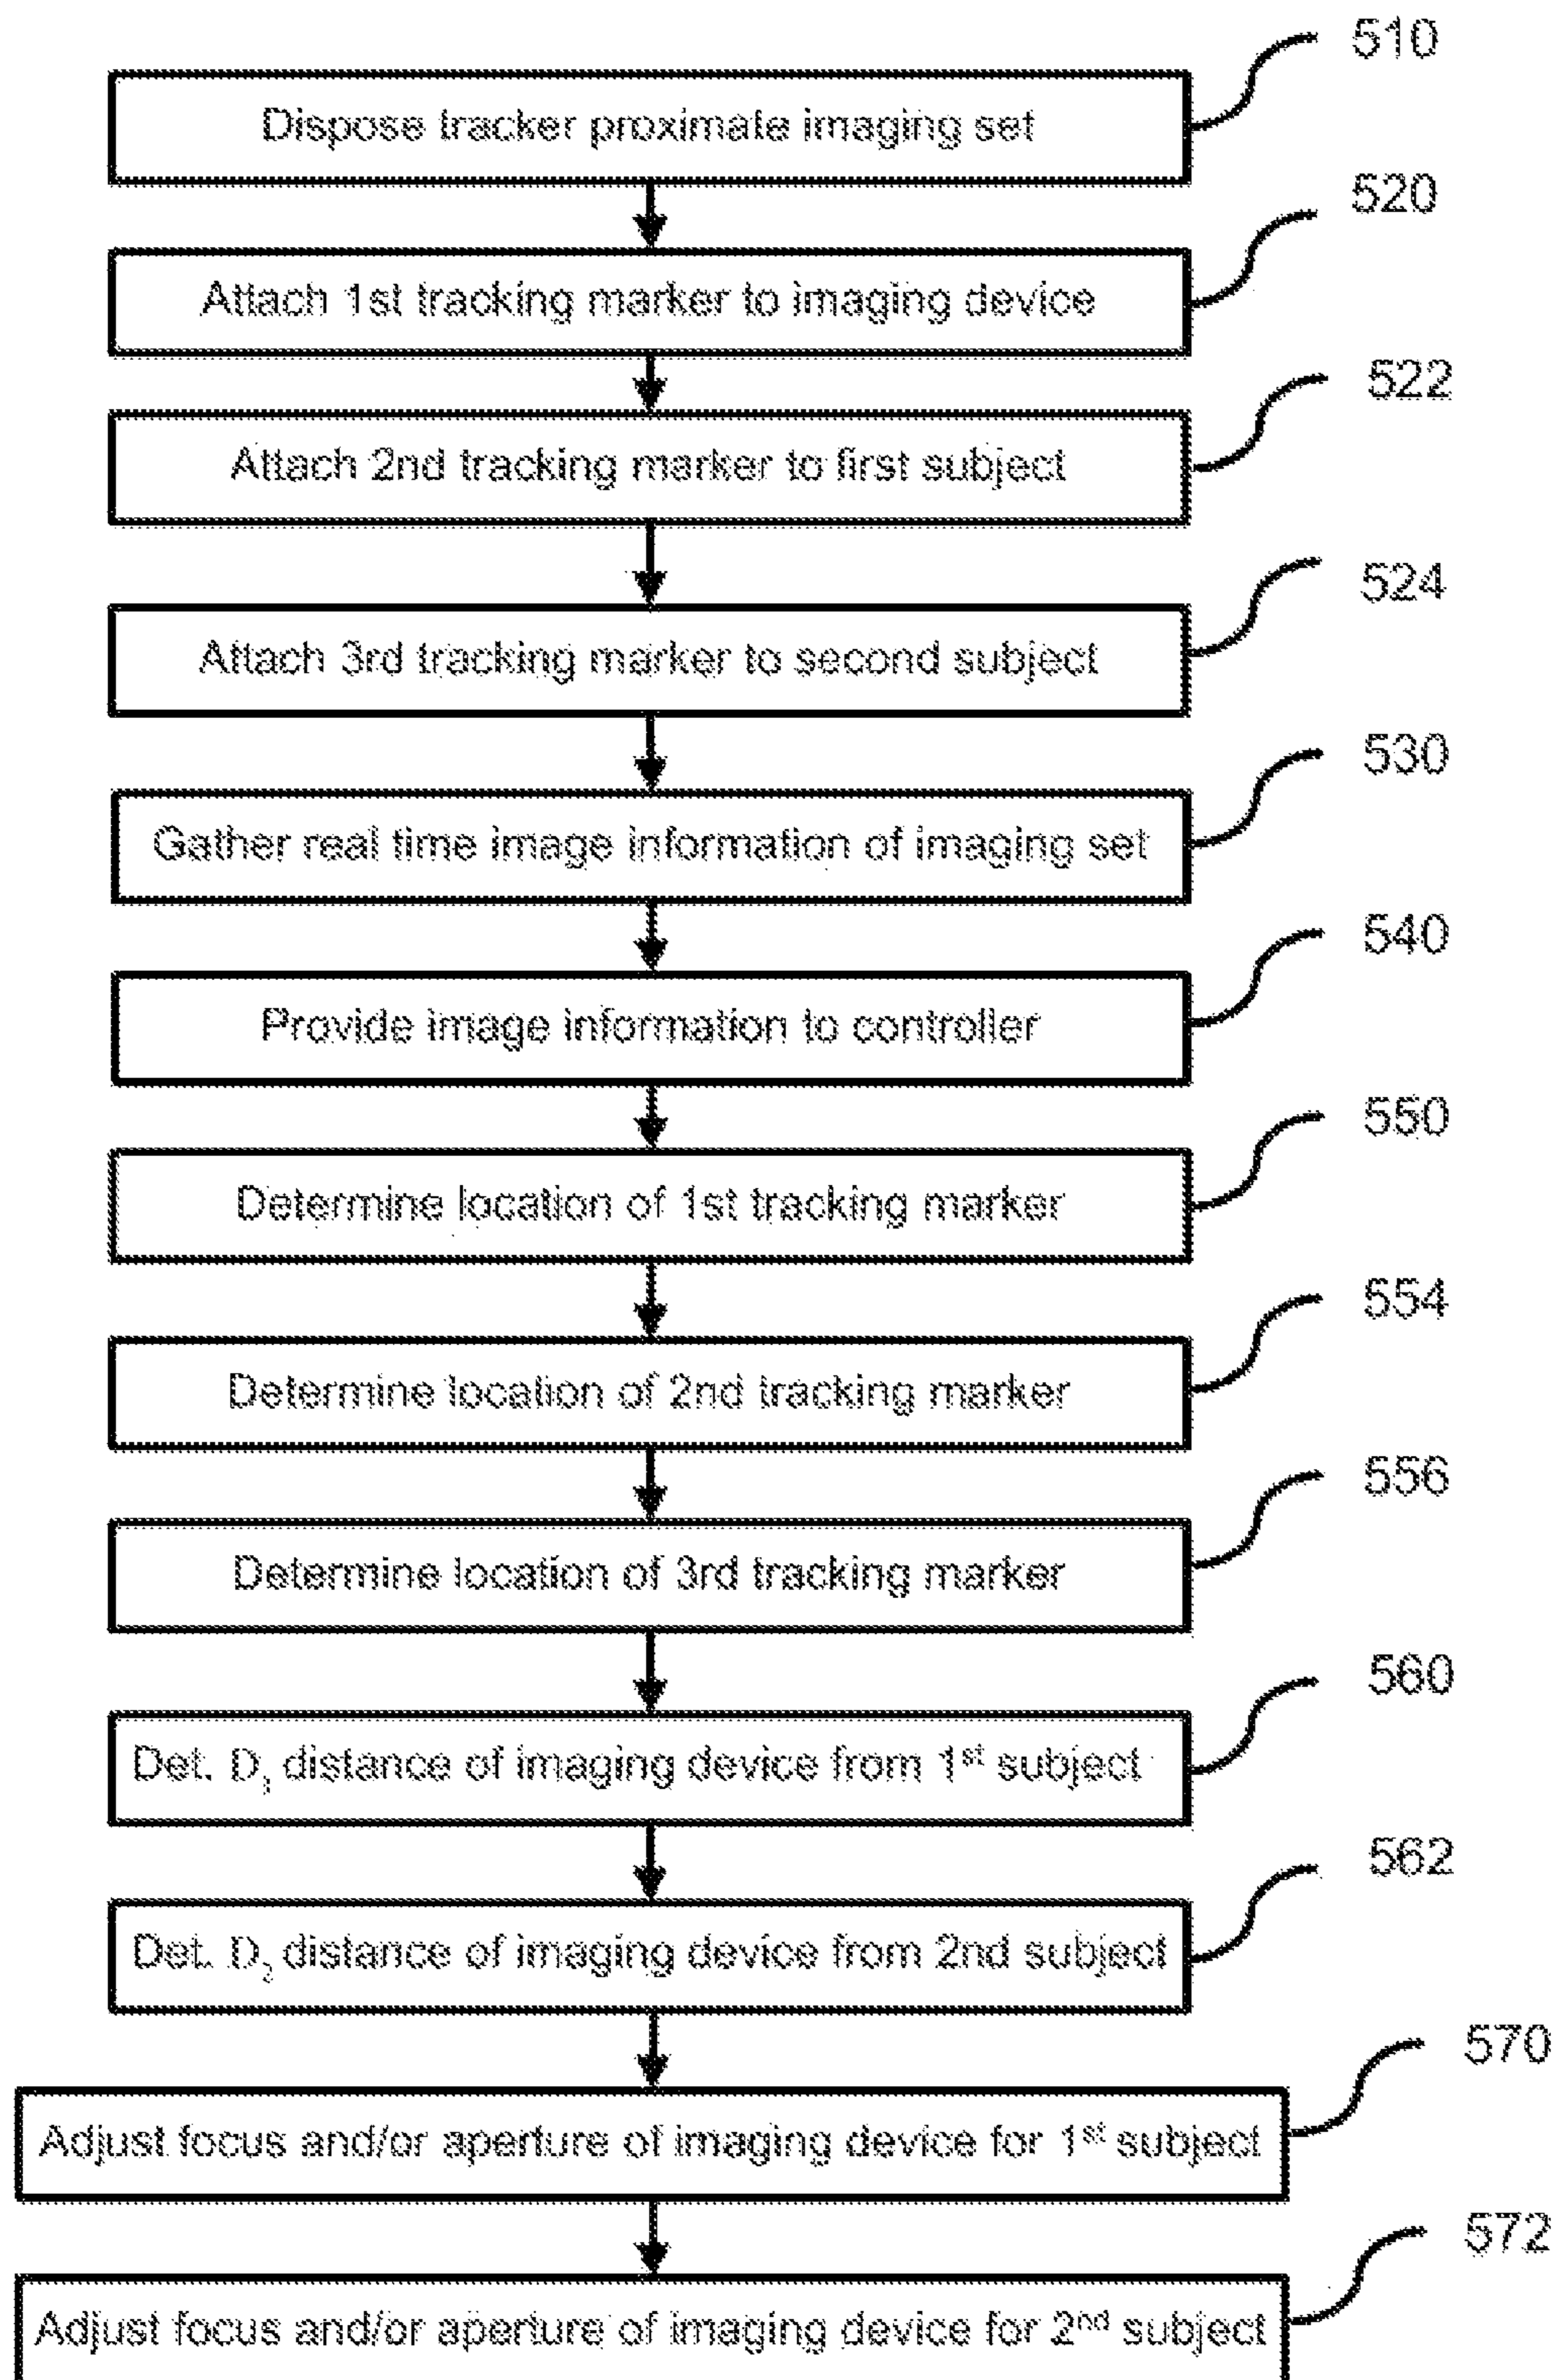 510
Dispose tracker proximate imaging set
520
Attach 1st tracking marker to imaging device
522
Attach 2nd tracking marker to first subject
524
Attach 3rd tracking marker to second subject
530
Gather real time image information of imaging set
540
Provide image information to controller
550
Determine location of 1st tracking marker
554
Determine location of 2nd tracking marker
556
Determine location of 3rd tracking marker
560
Det. D₁ distance of imaging device from 1st subject
562
Det. D₂ distance of imaging device from 2nd subject
570
Adjust focus and/or aperture of imaging device for 1st subject
572
Adjust focus and/or aperture of imaging device for 2nd subject